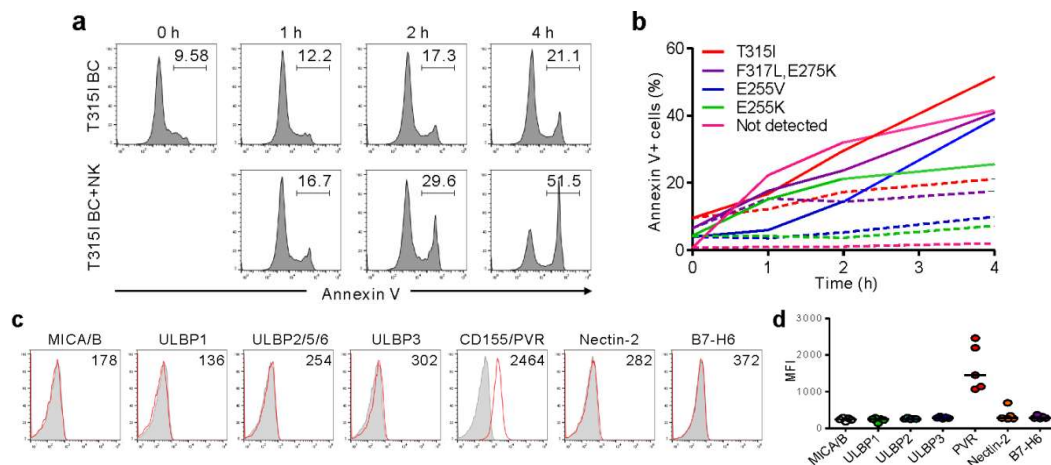 a
0 h 1 h 2 h 4 h
T315I BC
9.58 12.2 17.3 21.1
T315I BC+NK
16.7 29.6 51.5
Annexin V
b
Annexin V+ cells (%)
60
40
20
0
T315I
F317L,E275K
E255V
E255K
Not detected
0 1 2 3 4
Time (h)
c
MICA/B ULBP1 ULBP2/5/6 ULBP3 CD155/PVR Nectin-2 B7-H6
178 136 254 302 2464 282 372
d
MFI
3000
2000
1000
0
MICA/B ULBP1 ULBP2 ULBP3 PVR Nectin-2 B7-H6